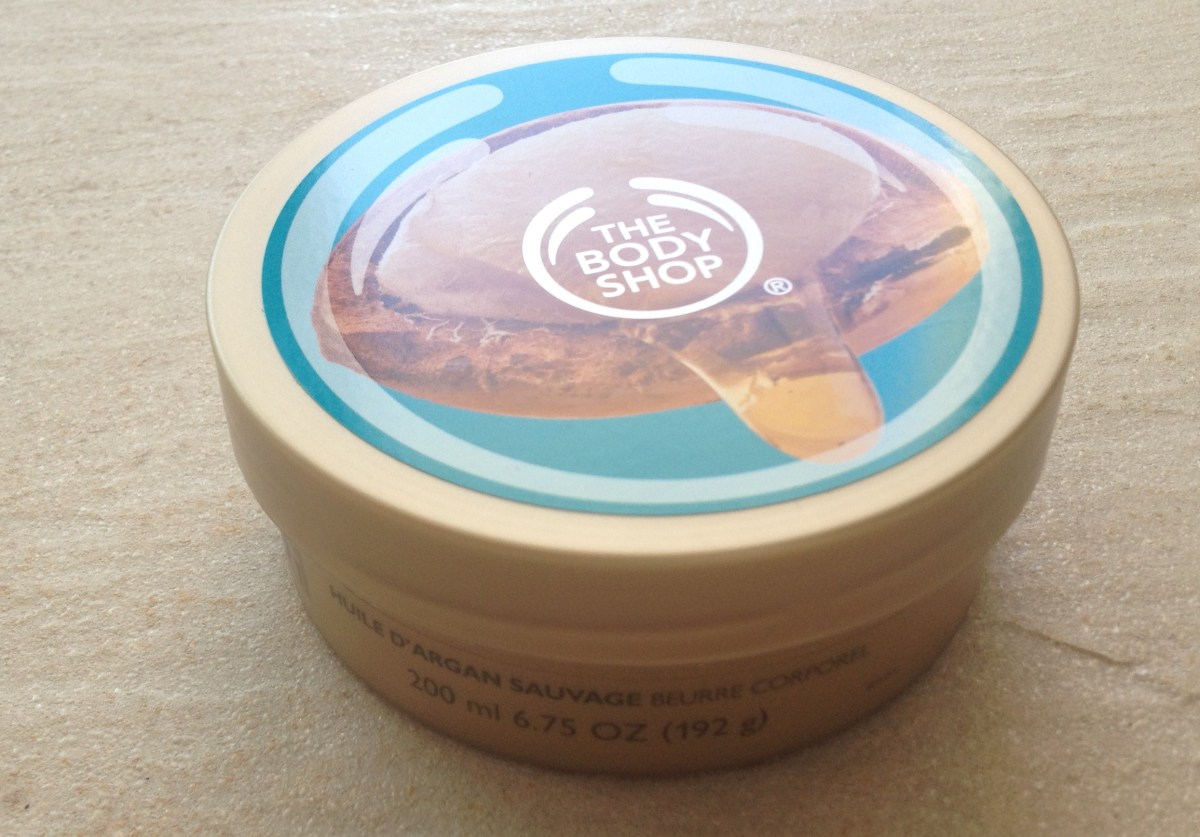 THE
BODY
SHOP
®
HUILE D'ARGAN SAUVAGE BEURRE CORPOREL
200 ml 6.75 OZ (192 g)